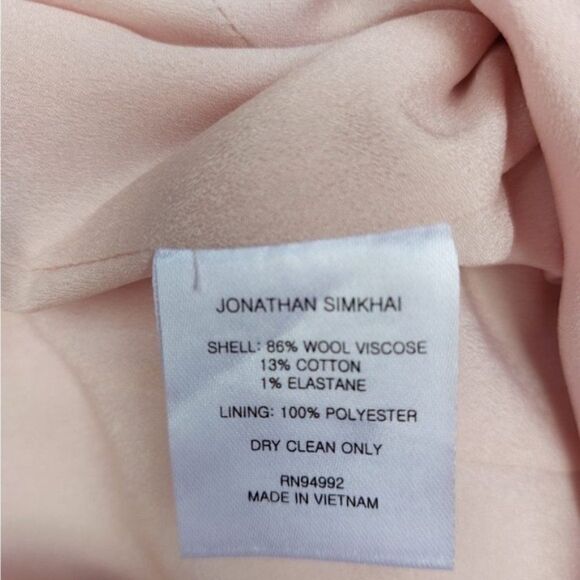 JONATHAN SIMKHAI
SHELL: 86% WOOL VISCOSE
13% COTTON
1% ELASTANE
LINING: 100% POLYESTER
DRY CLEAN ONLY
RN94992
MADE IN VIETNAM